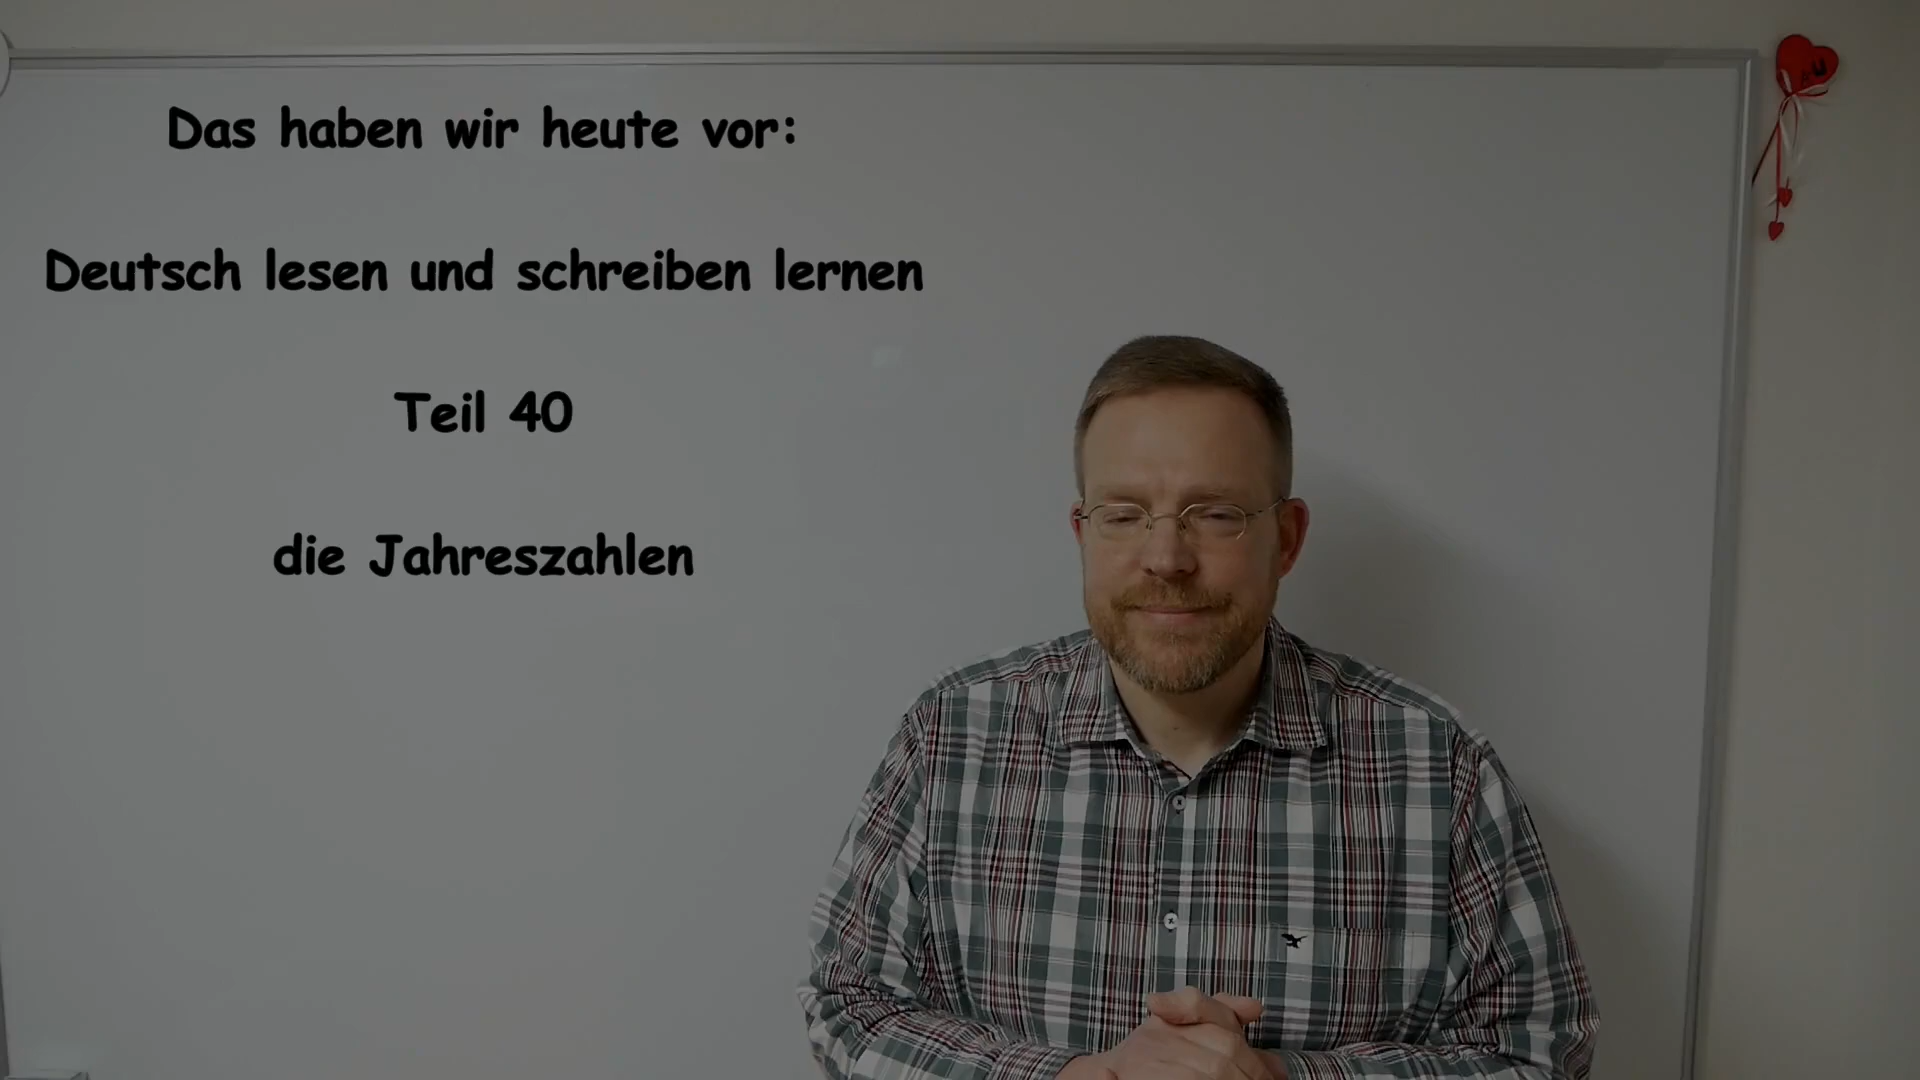 Das haben wir heute vor:
Deutsch lesen und schreiben lernen
Teil 40
die Jahreszahlen